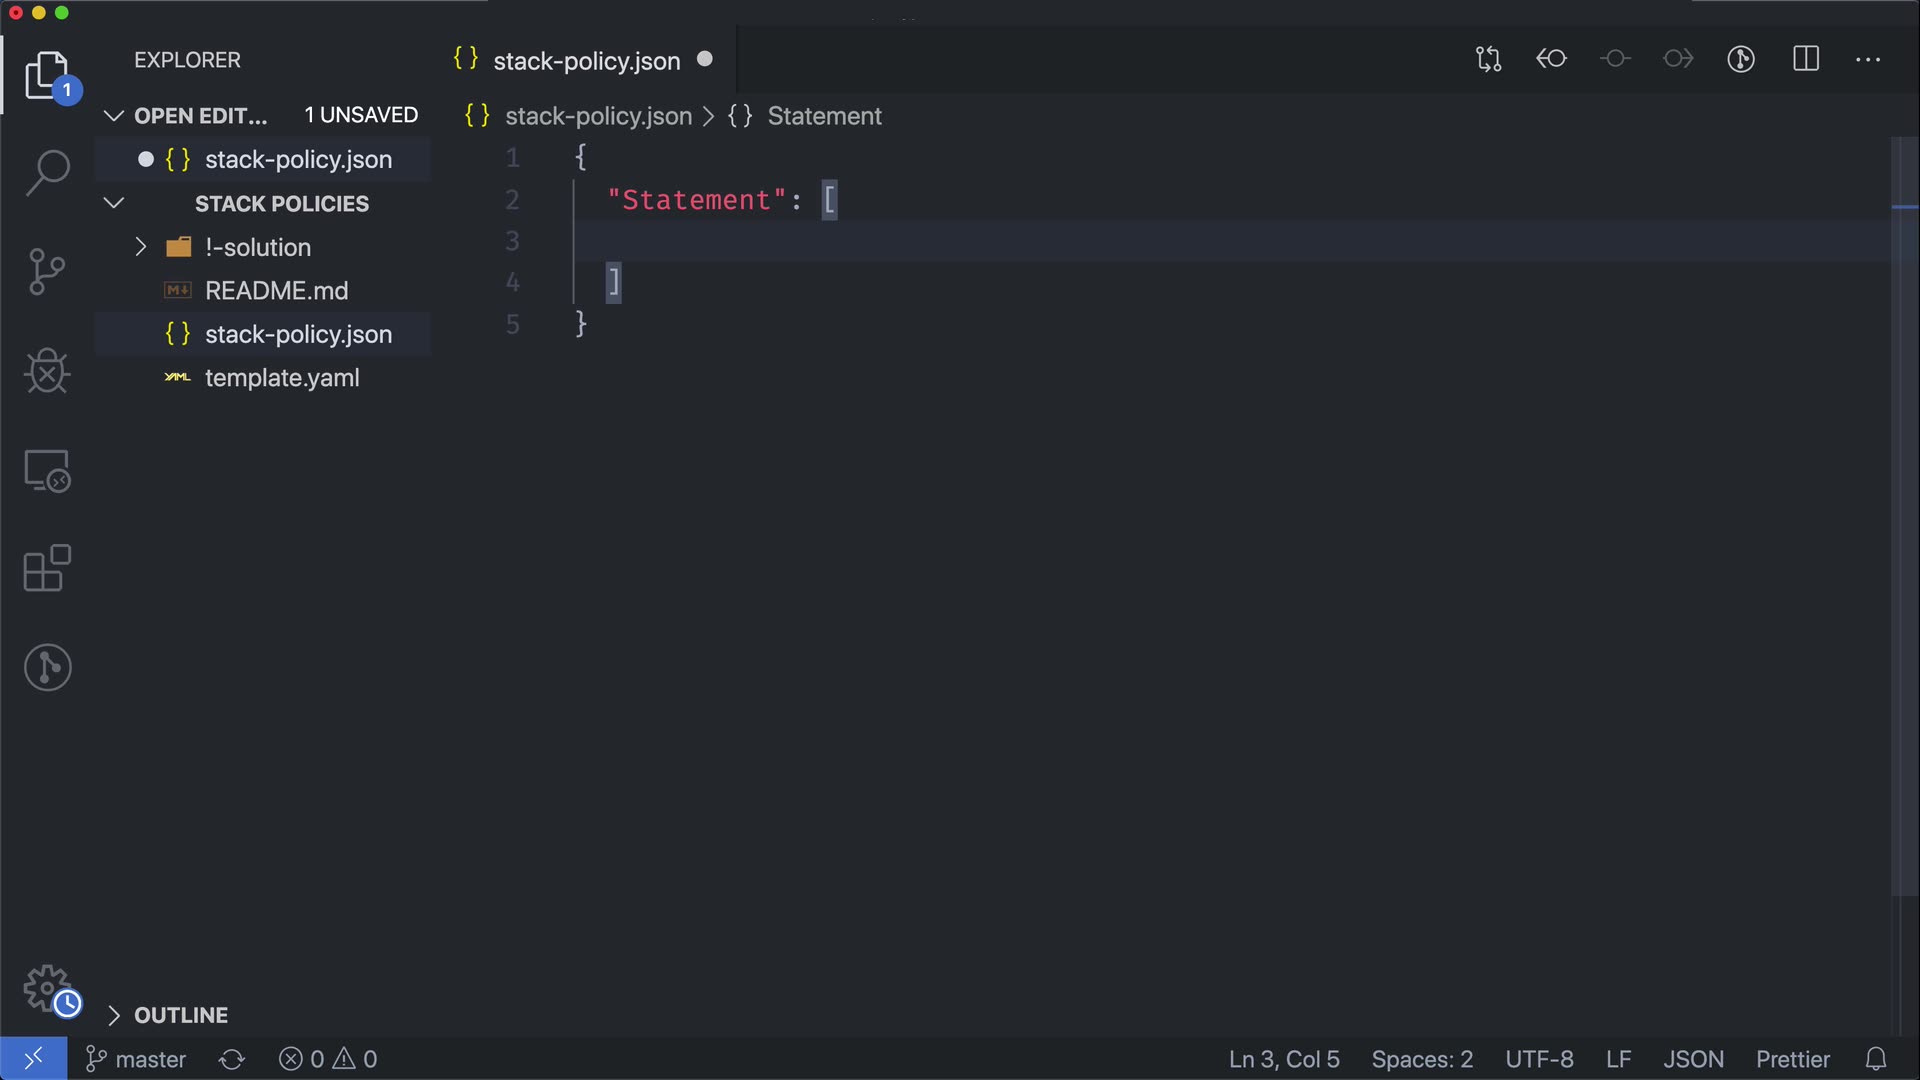 EXPLORER
OPEN EDIT... 1 UNSAVED
stack-policy.json
STACK POLICIES
!-solution
README.md
stack-policy.json
template.yaml
OUTLINE
stack-policy.json
stack-policy.json > {} Statement
1 {
2 "Statement": [
3
4 ]
5 }
1
master 0 0
Ln 3, Col 5 Spaces: 2 UTF-8 LF JSON Prettier